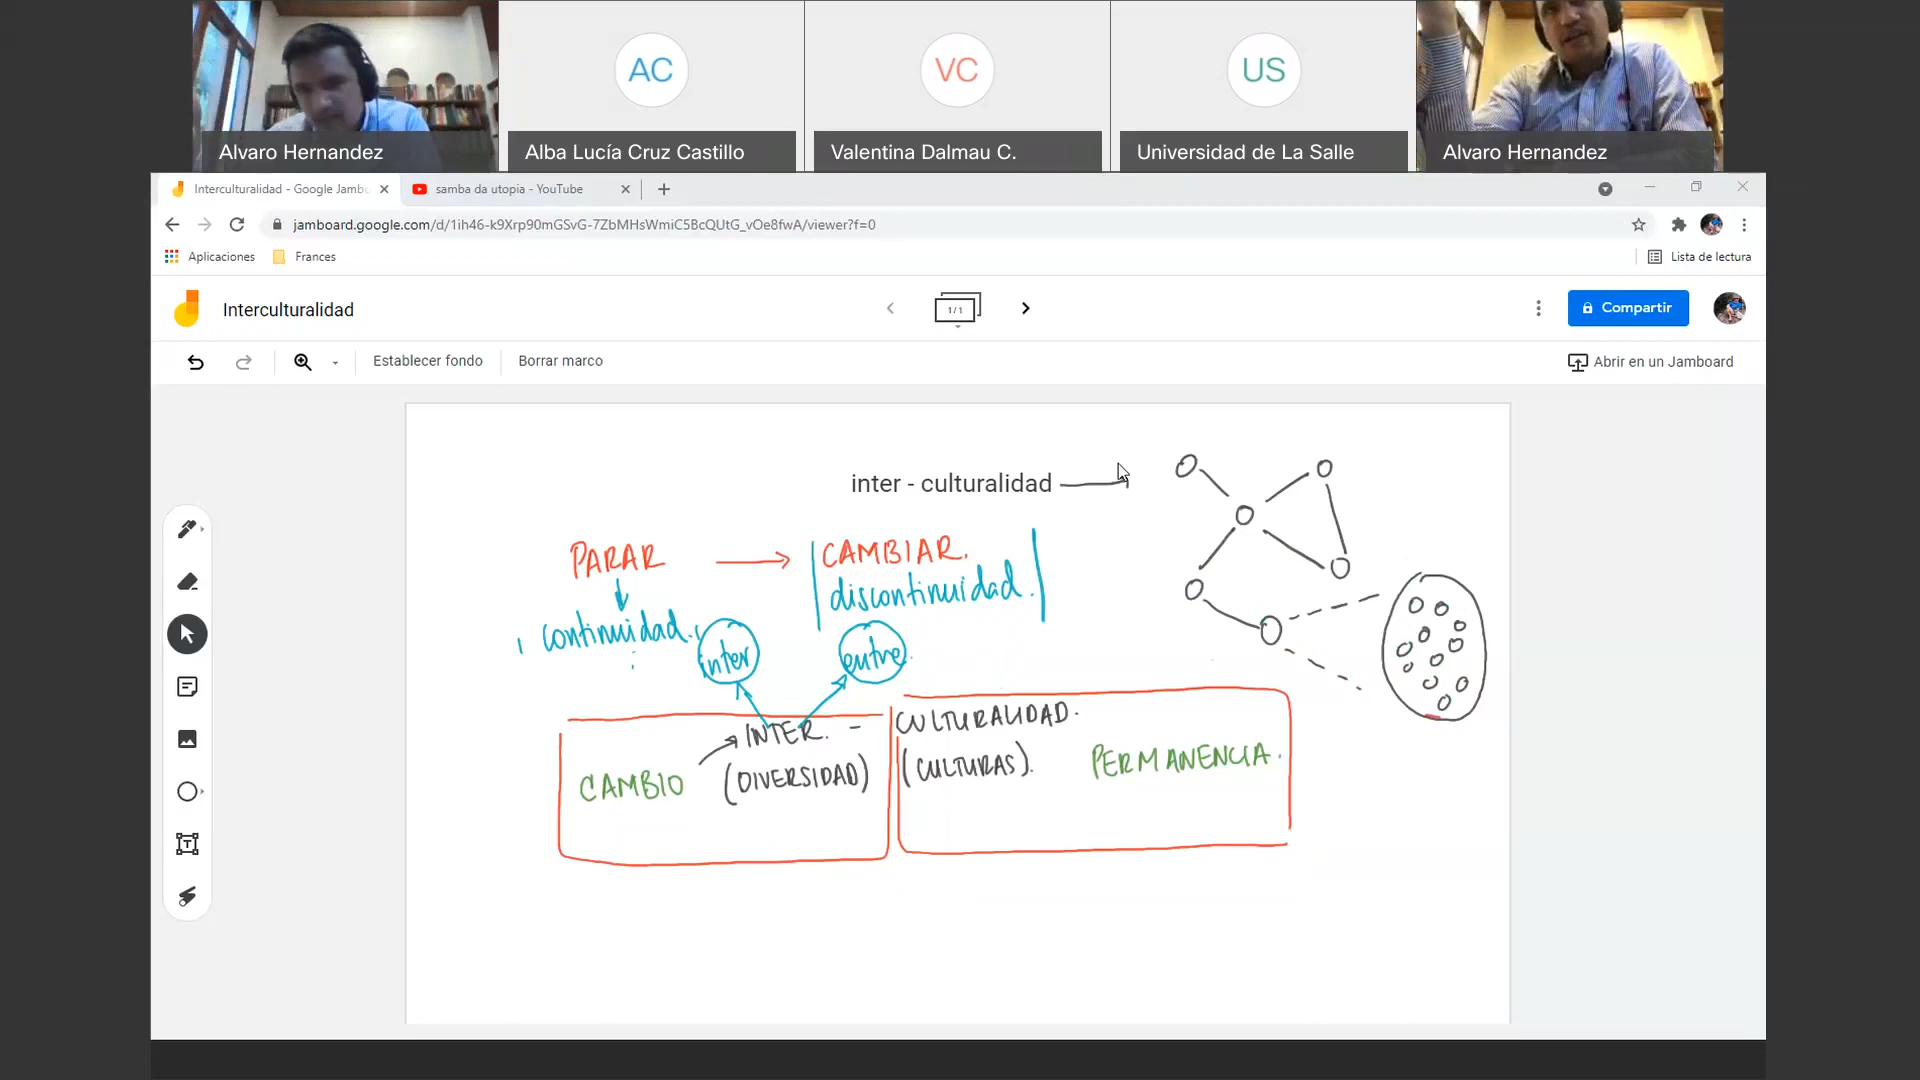 AC
VC
US
Alvaro Hernandez
Alba Lucía Cruz Castillo
Valentina Dalmau C.
Universidad de La Salle
Alvaro Hernandez
Interculturalidad - Google Jambo
samba da utopia - YouTube
jamboard.google.com/d/1ih46-k9Xrp90mGSvG-7ZbMHsWmiC5BcQUtG_vOe8fwA/viewer?f=0
Aplicaciones
Frances
Lista de lectura
Interculturalidad
1/1
Compartir
Establecer fondo
Borrar marco
Abrir en un Jamboard
inter - culturalidad
PARAR
CAMBIAR.
discontinuidad.
continuidad.
inter
entre
INTER. -
CULTURALIDAD.
CAMBIO
(DIVERSIDAD)
(CULTURAS).
PERMANENCIA.